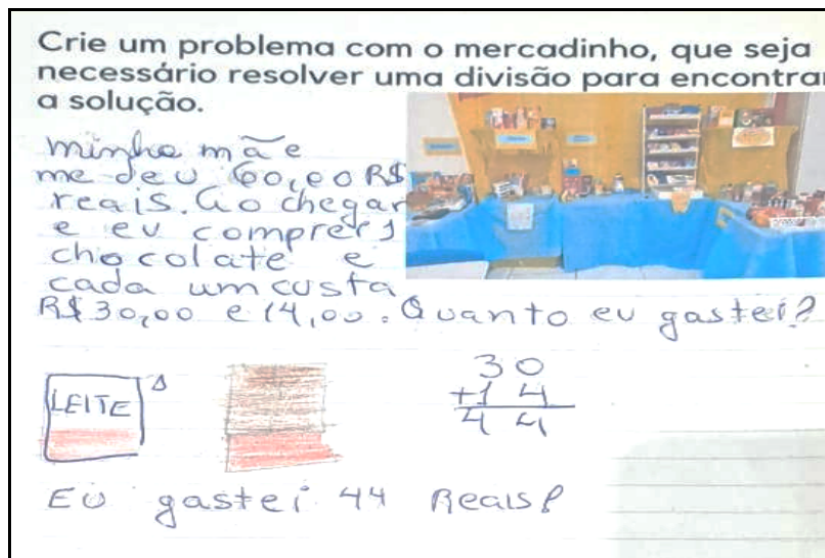 Crie um problema com o mercadinho, que seja
necessário resolver uma divisão para encontra
a solução.
minha mãe
me deu 60,00 R$
reais. Ao chegar
e eu comprei
chocolate e
cada um custa
R$ 30,00 e 14,00. Quanto eu gastei?
LEITE
30
+14
44
Eu gastei 44 Reais